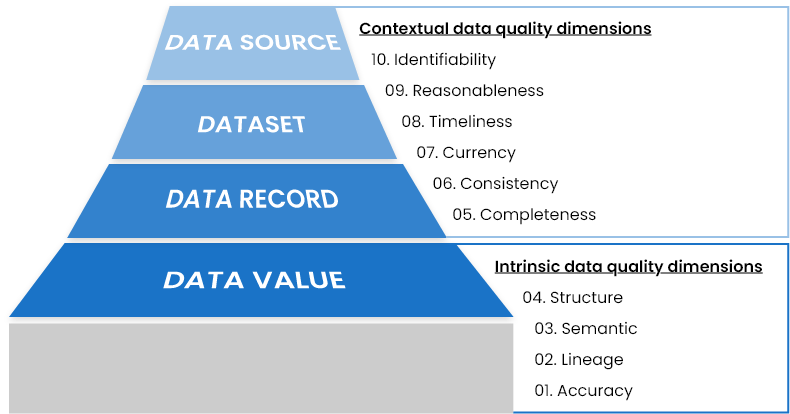 DATA SOURCE
DATASET
DATA RECORD
DATA VALUE
Contextual data quality dimensions
10. Identifiability
09. Reasonableness
08. Timeliness
07. Currency
06. Consistency
05. Completeness
Intrinsic data quality dimensions
04. Structure
03. Semantic
02. Lineage
01. Accuracy